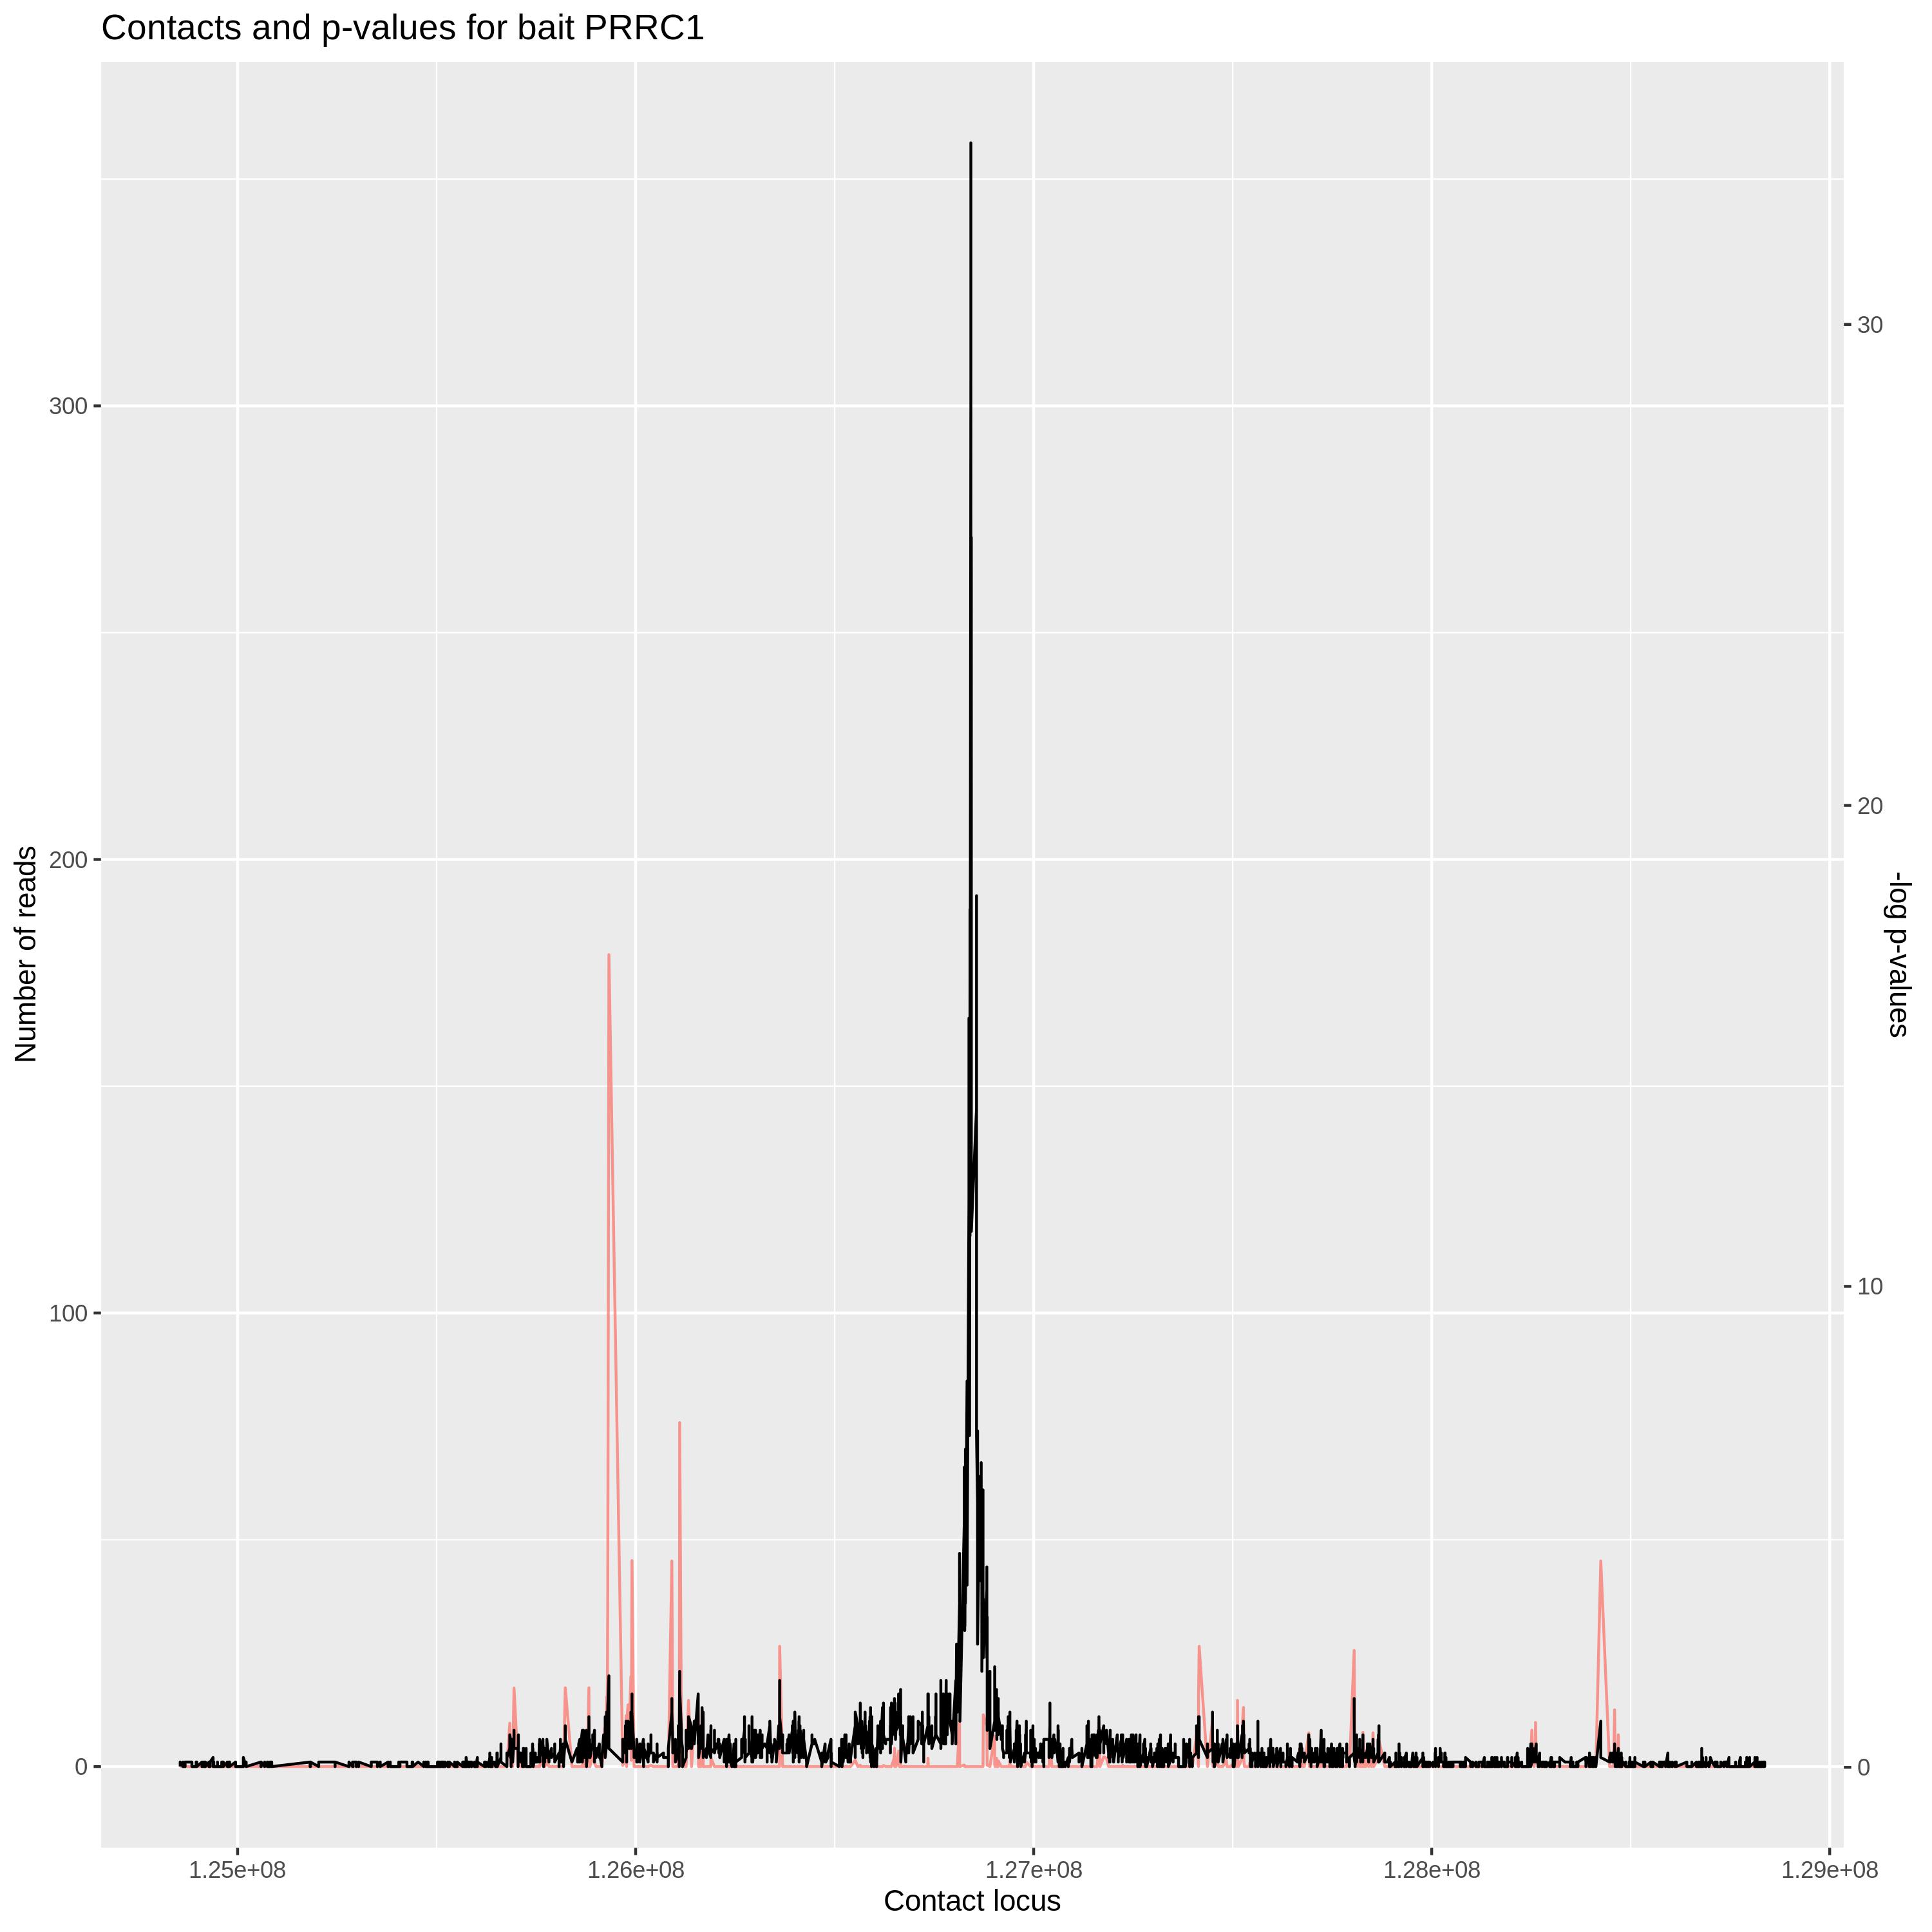 Contacts and p-values for bait PRRC1
Number of reads
300
200
100
0
30
20
10
0
-log p-values
1.25e+08 1.26e+08 1.27e+08 1.28e+08 1.29e+08
Contact locus